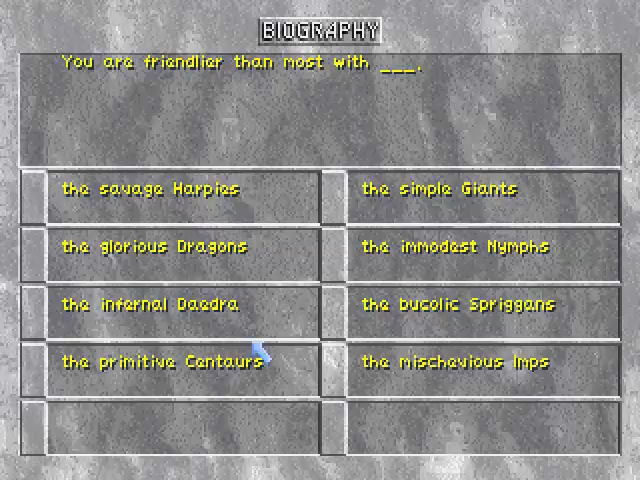 BIOGRAPHY
You are friendlier than most with ___.
the savage Harpies
the simple Giants
the glorious Dragons
the immodest Nymphs
the infernal Daedra
the bucolic Spriggans
the primitive Centaurs
the mischevious Imps